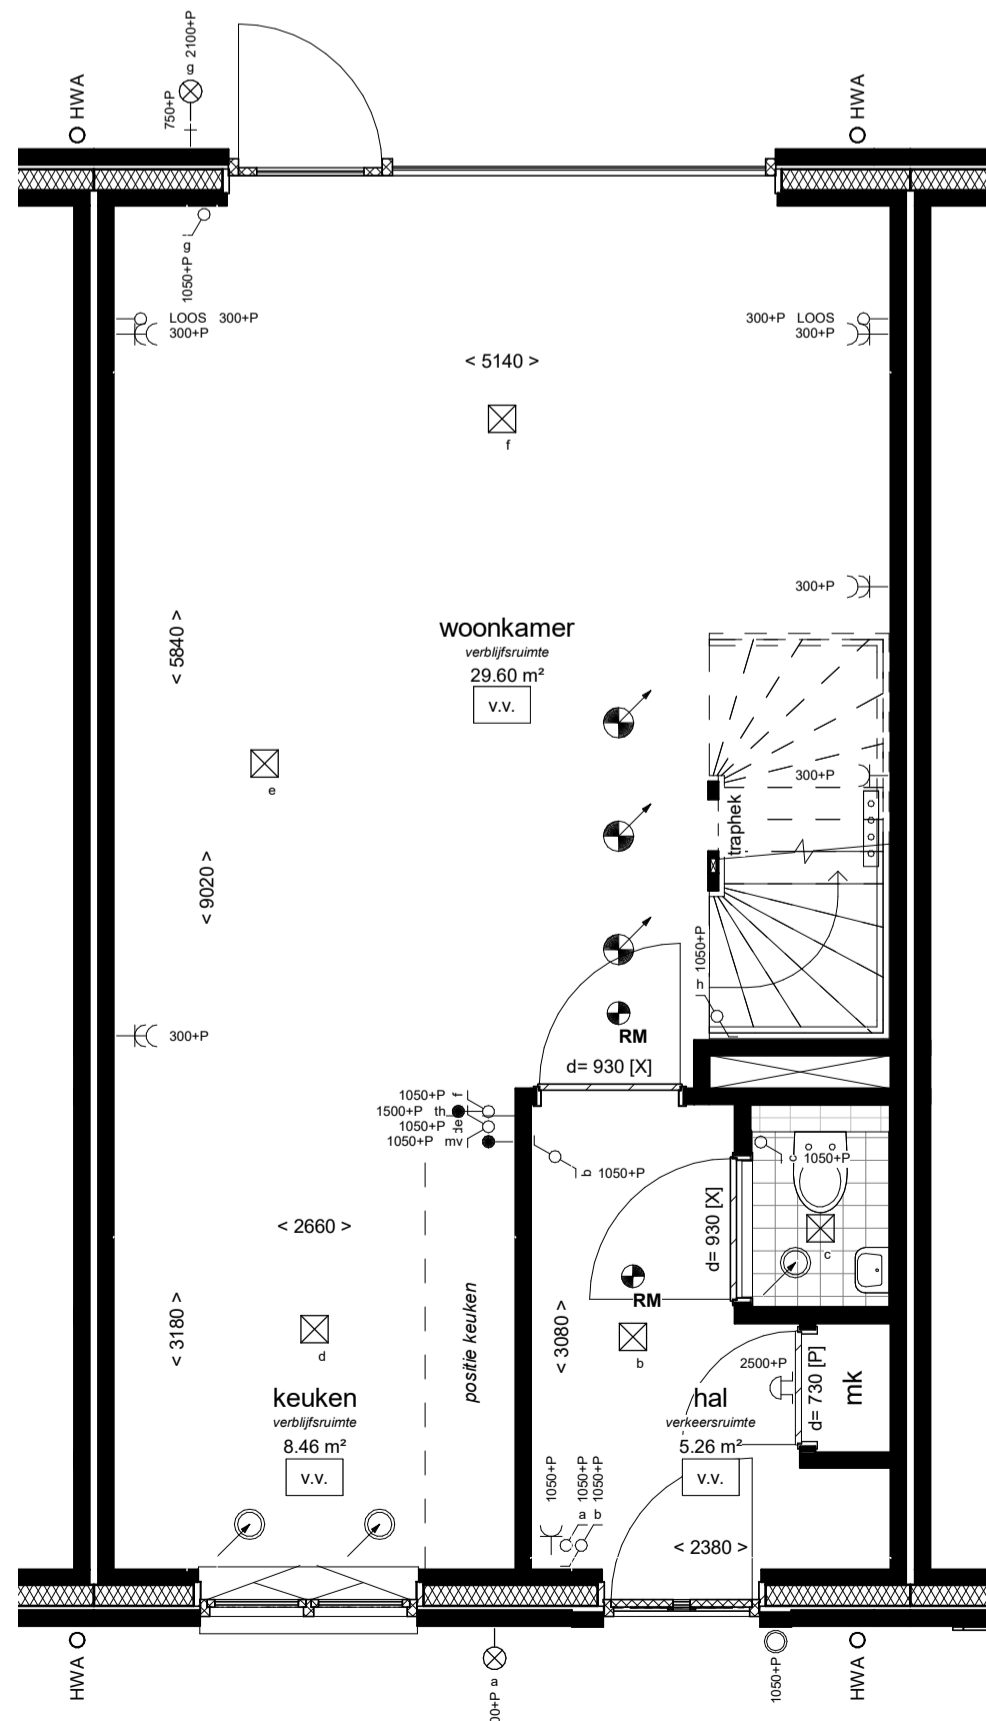 g 2100+P
750+P
HWA
HWA
1050+P g
LOOS 300+P
300+P
300+P LOOS
300+P
< 5140 >
f
300+P
< 5840 >
woonkamer
verblijfsruimte
29.60 m²
v.v.
e
300+P
traphek
< 9020 >
h 1050+P
300+P
RM
d= 930 [X]
1050+P f
1500+P th
1050+P de
1050+P mv
b 1050+P
c 1050+P
d= 930 [X]
< 2660 >
c
RM
positie keuken
< 3180 >
d
< 3080 >
b
2500+P
d= 730 [P]
mk
keuken
verblijfsruimte
8.46 m²
v.v.
hal
verkeersruimte
5.26 m²
v.v.
1050+P
a 1050+P
b 1050+P
< 2380 >
HWA
00+P a
1050+P
HWA